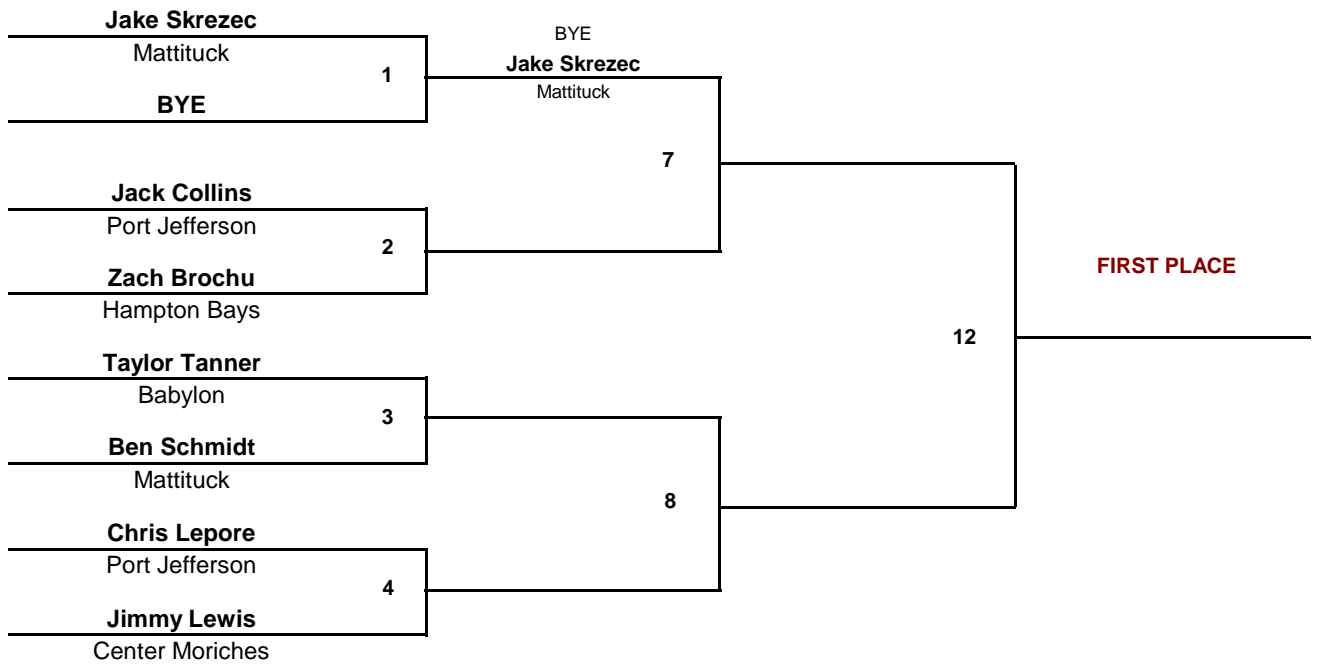 Jake Skrezec
Mattituck
1
BYE
BYE
Jake Skrezec
Mattituck
7
Jack Collins
Port Jefferson
2
Zach Brochu
Hampton Bays
FIRST PLACE
12
Taylor Tanner
Babylon
3
Ben Schmidt
Mattituck
8
Chris Lepore
Port Jefferson
4
Jimmy Lewis
Center Moriches